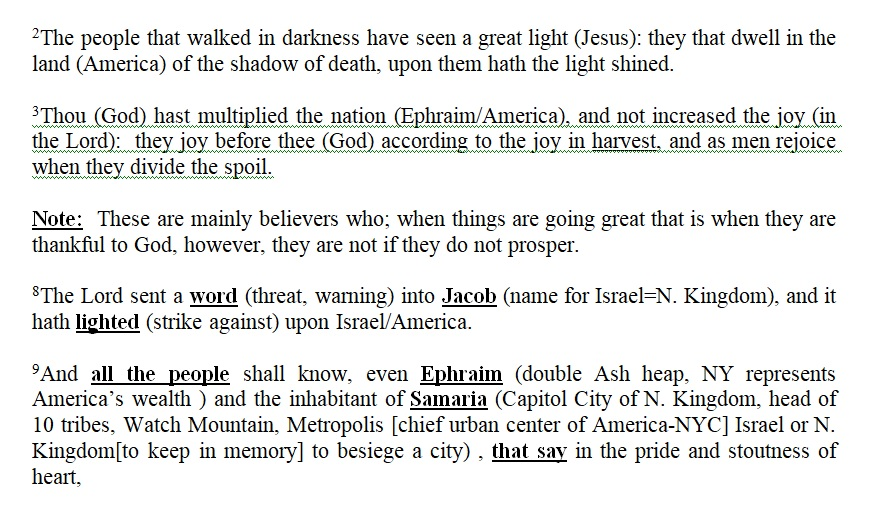 ²The people that walked in darkness have seen a great light (Jesus): they that dwell in the
land (America) of the shadow of death, upon them hath the light shined.
³Thou (God) hast multiplied the nation (Ephraim/America), and not increased the joy (in
the Lord): they joy before thee (God) according to the joy in harvest, and as men rejoice
when they divide the spoil.
Note: These are mainly believers who; when things are going great that is when they are
thankful to God, however, they are not if they do not prosper.
⁸The Lord sent a word (threat, warning) into Jacob (name for Israel=N. Kingdom), and it
hath lighted (strike against) upon Israel/America.
⁹And all the people shall know, even Ephraim (double Ash heap, NY represents
America’s wealth ) and the inhabitant of Samaria (Capitol City of N. Kingdom, head of
10 tribes, Watch Mountain, Metropolis [chief urban center of America-NYC] Israel or N.
Kingdom[to keep in memory] to besiege a city) , that say in the pride and stoutness of
heart,